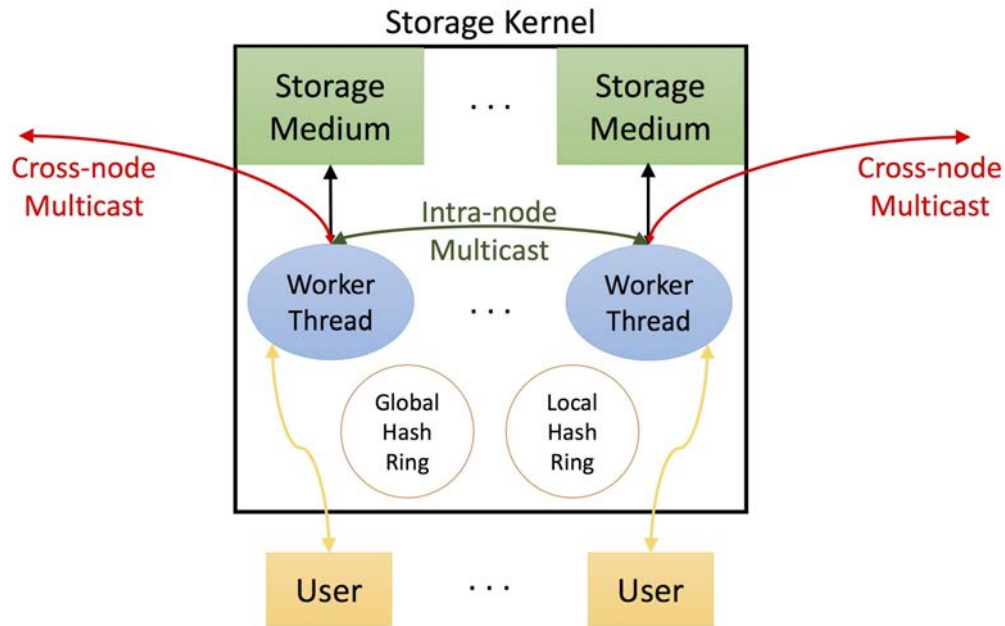 Storage Kernel
Storage
Medium
. . .
Storage
Medium
Cross-node
Multicast
Intra-node
Multicast
Cross-node
Multicast
Worker
Thread
. . .
Worker
Thread
Global
Hash
Ring
Local
Hash
Ring
User
. . .
User